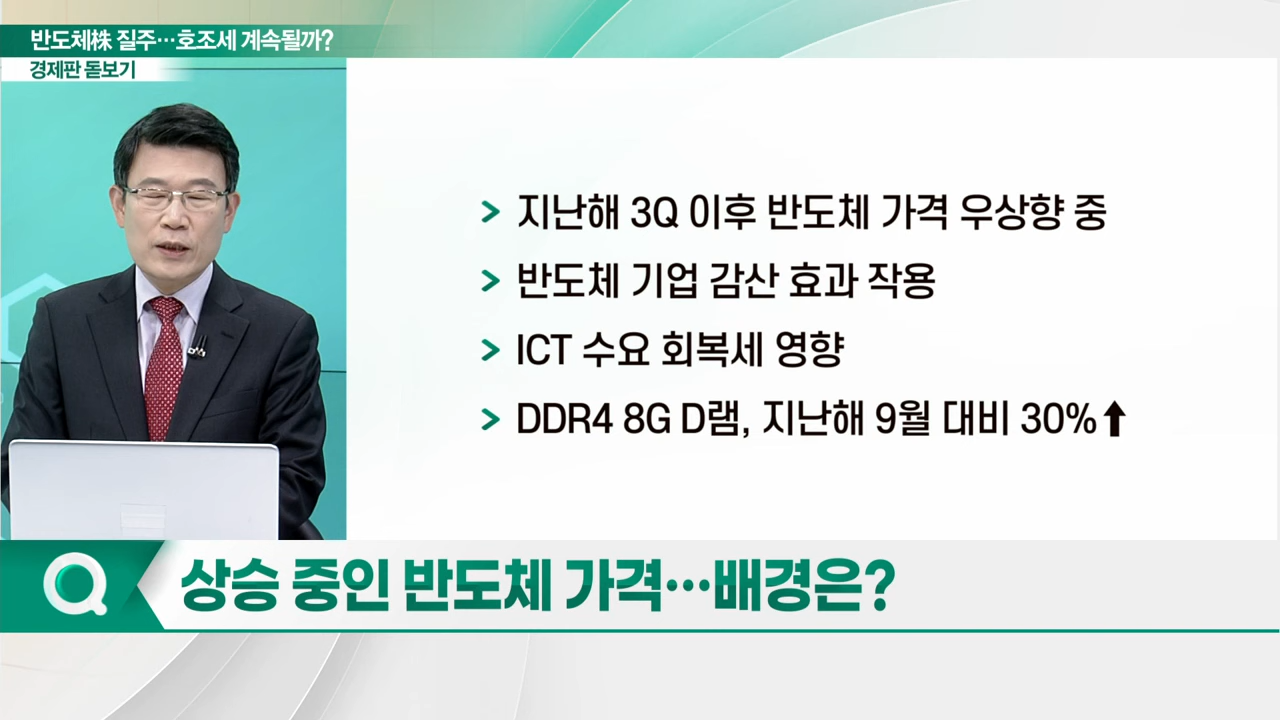 반도체株 질주…호조세 계속될까?
경제판 돋보기
> 지난해 3Q 이후 반도체 가격 우상향 중
> 반도체 기업 감산 효과 작용
> ICT 수요 회복세 영향
> DDR4 8G D램, 지난해 9월 대비 30%⬆
Q 상승 중인 반도체 가격…배경은?